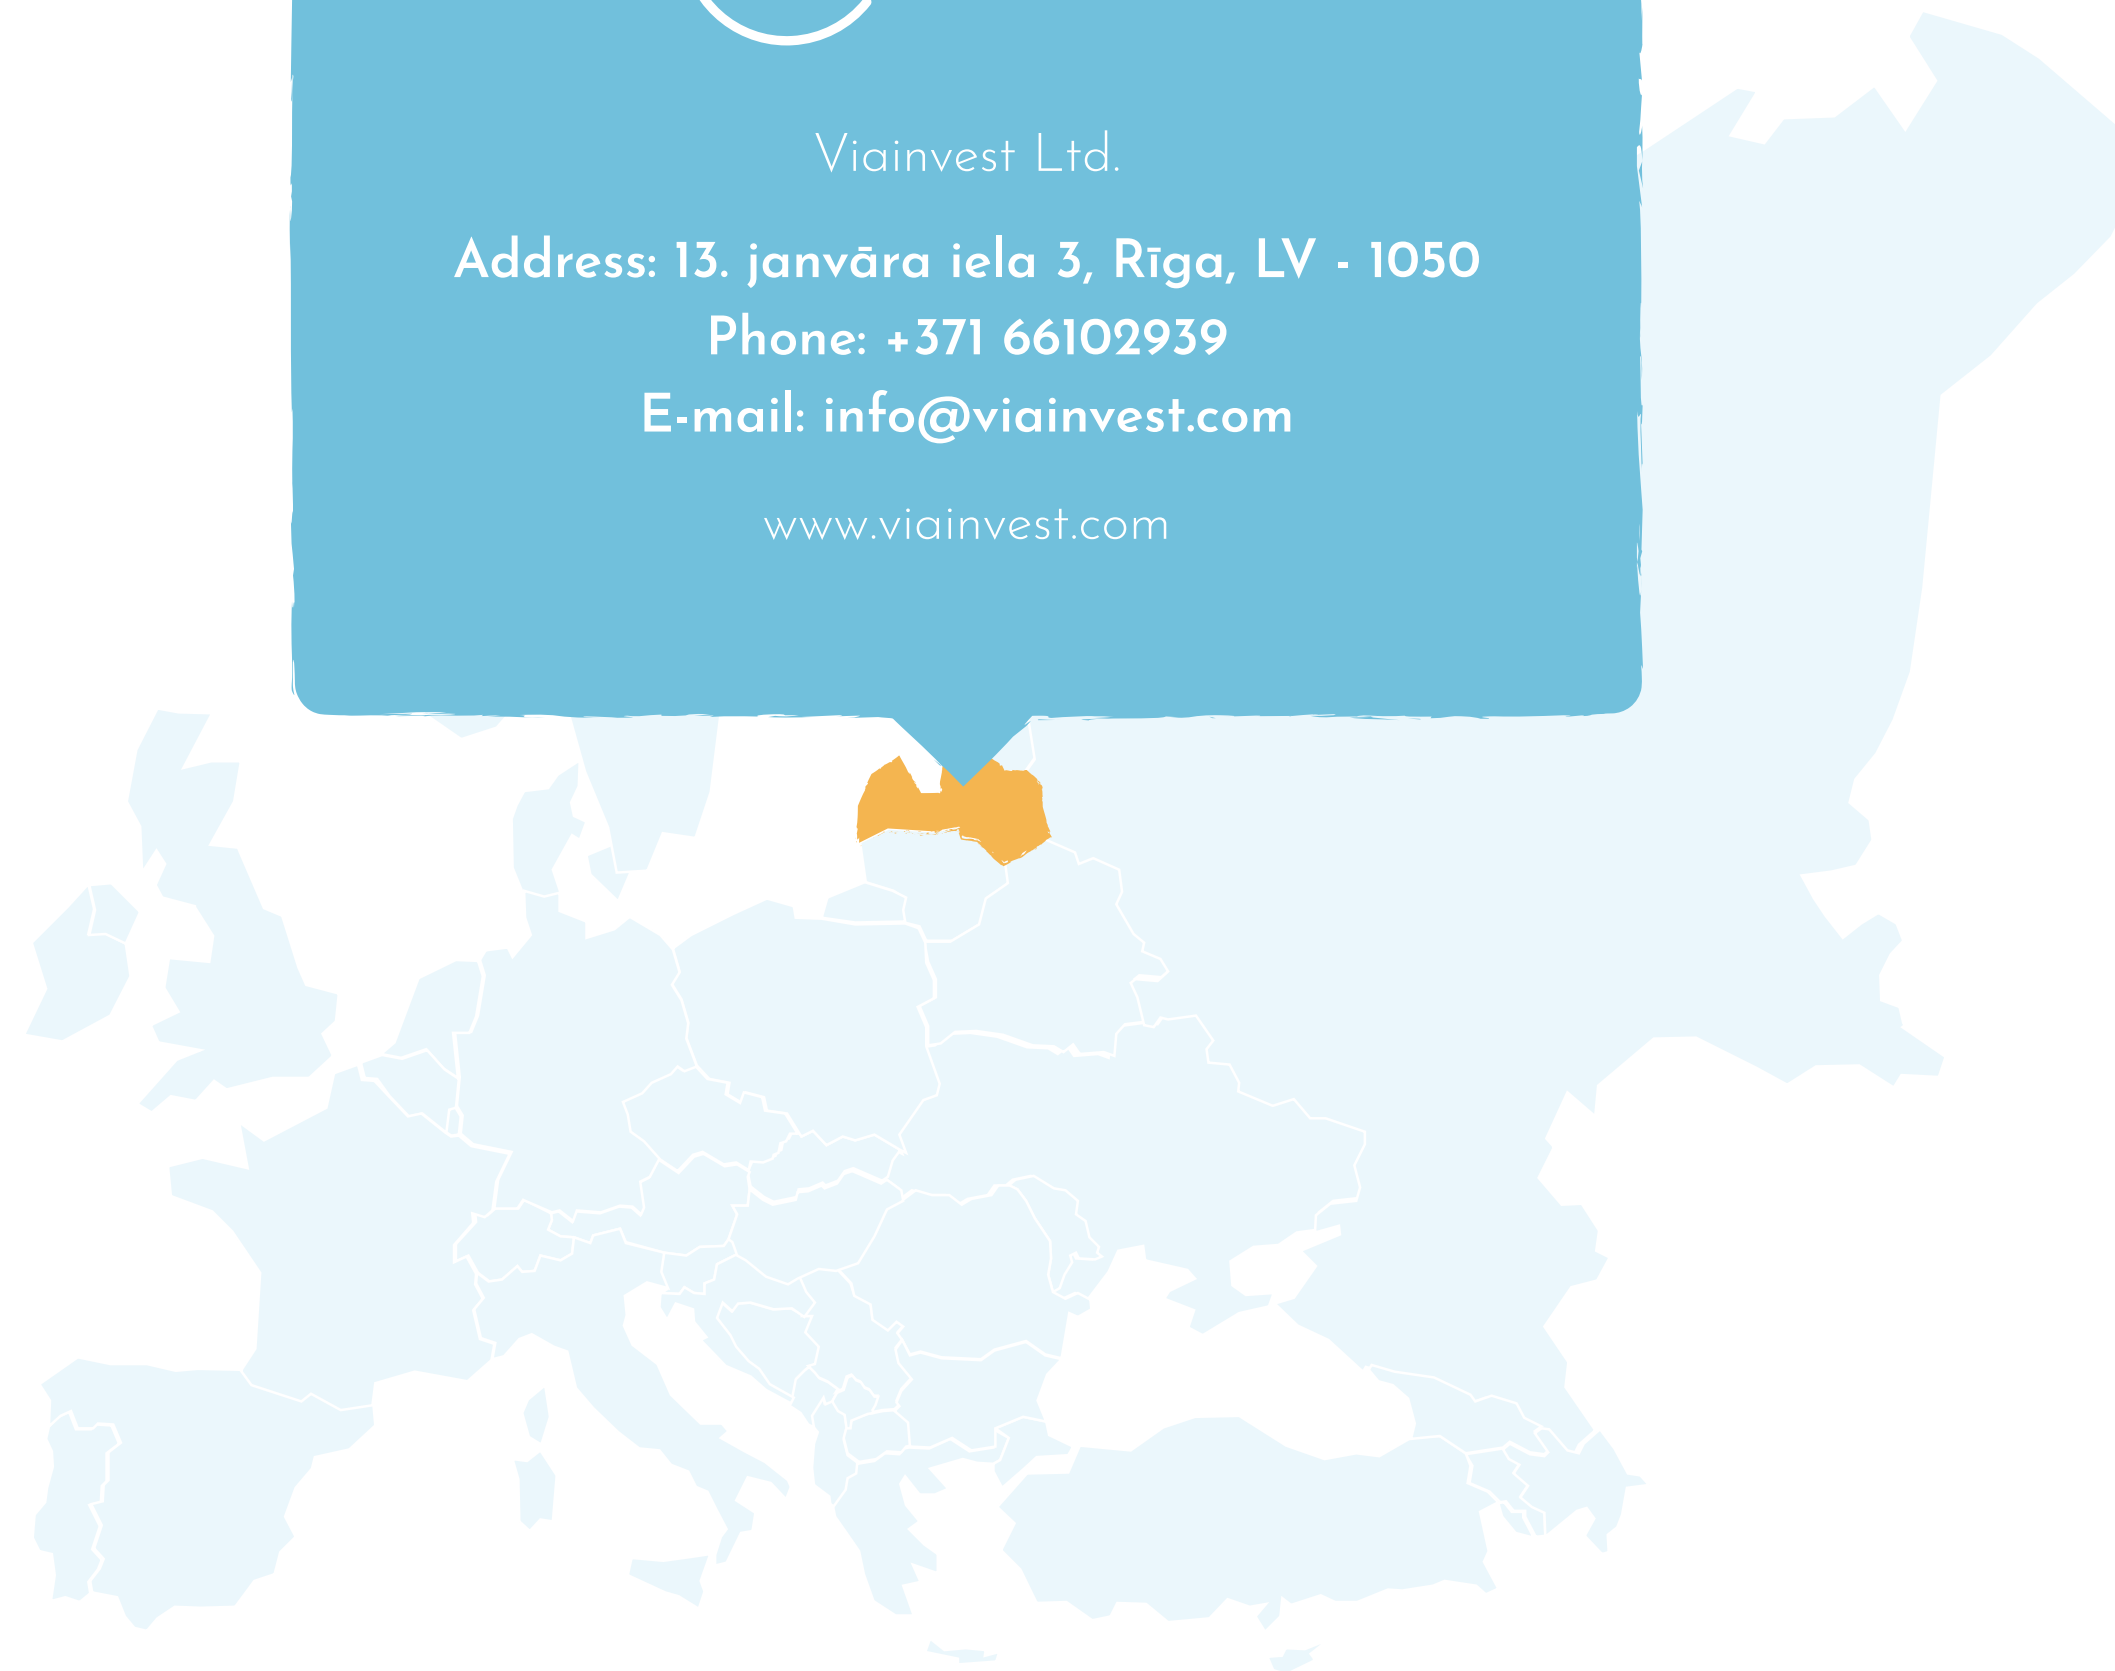 Viainvest Ltd.
Address: 13. janvāra iela 3, Rīga, LV - 1050
Phone: +371 66102939
E-mail: info@viainvest.com
www.viainvest.com